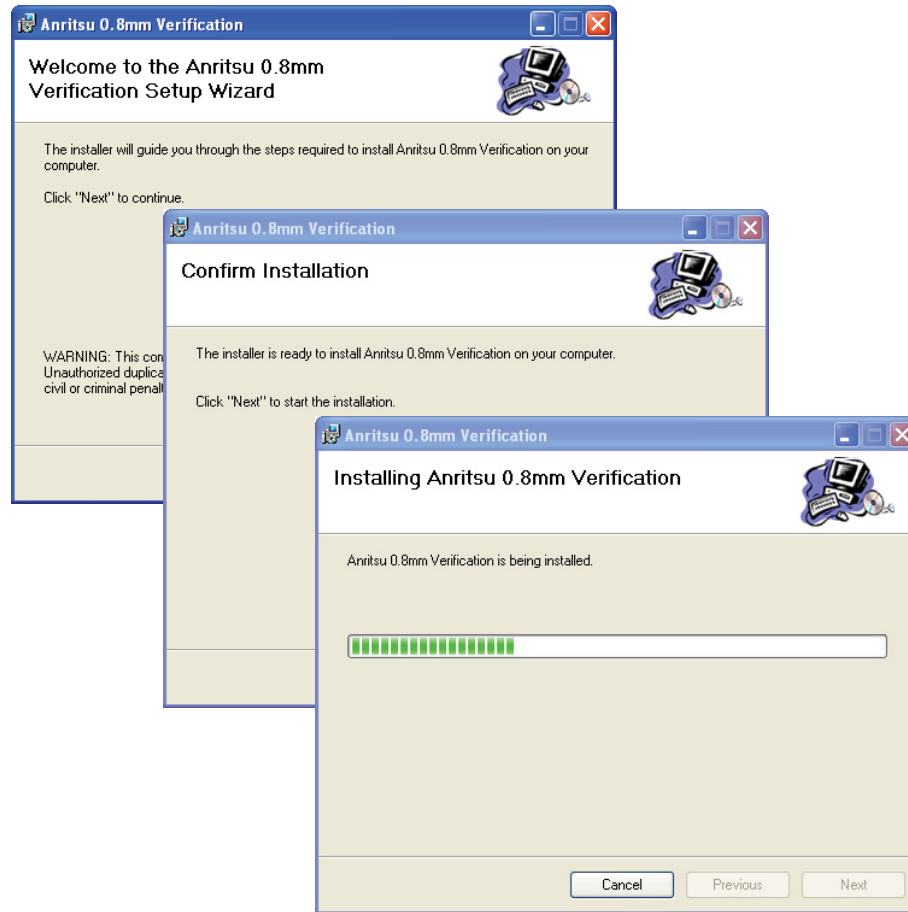 Anritsu 0.8mm Verification
Welcome to the Anritsu 0.8mm
Verification Setup Wizard
The installer will guide you through the steps required to install Anritsu 0.8mm Verification on your
computer.
Click "Next" to continue.
WARNING: This
Unauthorized
civil or criminal
Anritsu 0.8mm Verification
Confirm Installation
The installer is ready to install Anritsu 0.8mm Verification on your computer.
Click "Next" to start the installation.
Anritsu 0.8mm Verification
Installing Anritsu 0.8mm Verification
Anritsu 0.8mm Verification is being installed.
Cancel Previous Next